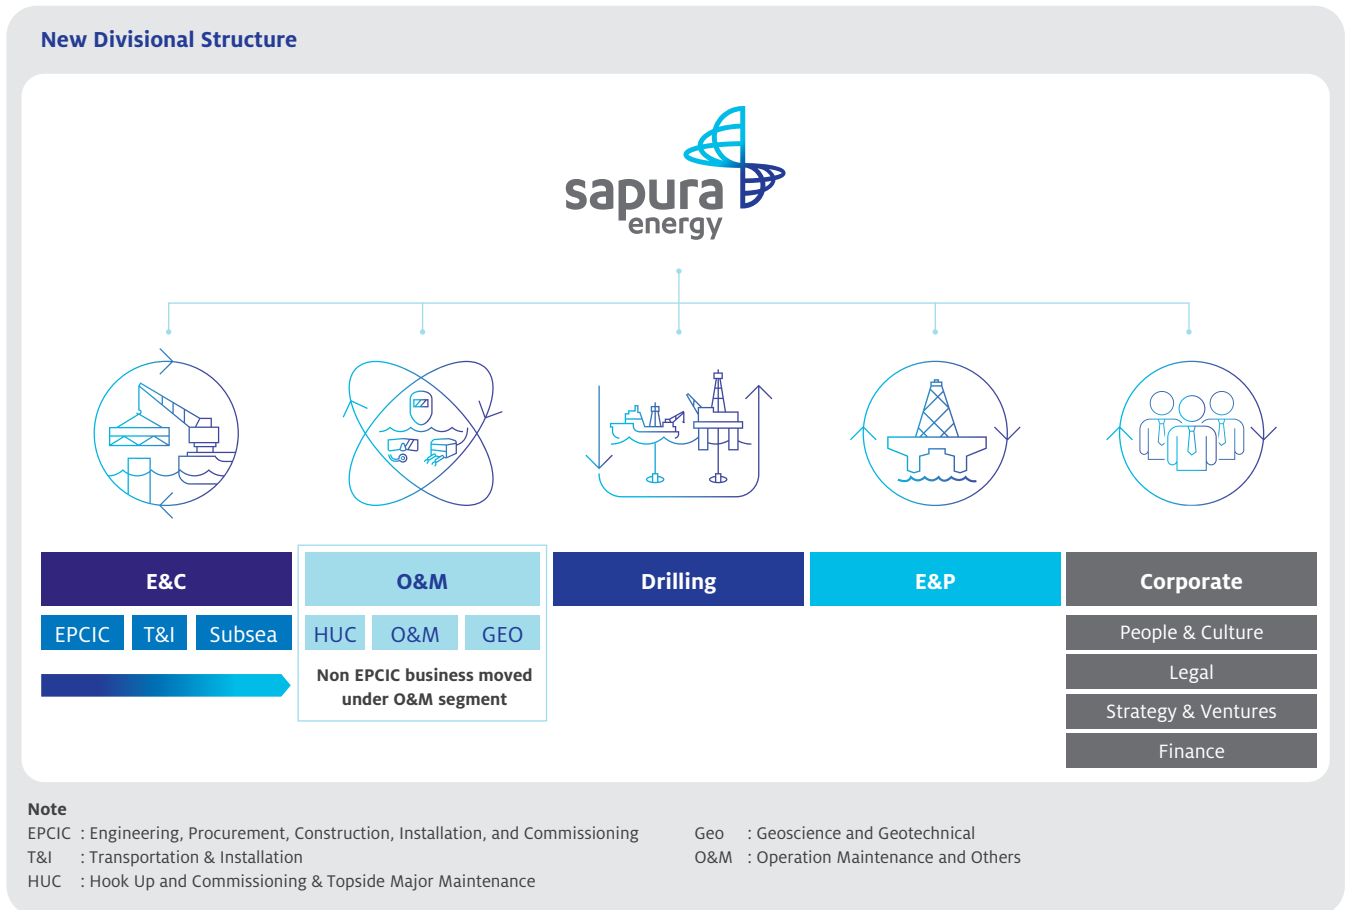 New Divisional Structure
sapura
energy
E&C
O&M
Drilling
E&P
Corporate
EPCIC
T&I
Subsea
HUC
O&M
GEO
Non EPCIC business moved
under O&M segment
People & Culture
Legal
Strategy & Ventures
Finance
Note
EPCIC : Engineering, Procurement, Construction, Installation, and Commissioning
T&I : Transportation & Installation
HUC : Hook Up and Commissioning & Topside Major Maintenance
Geo : Geoscience and Geotechnical
O&M : Operation Maintenance and Others